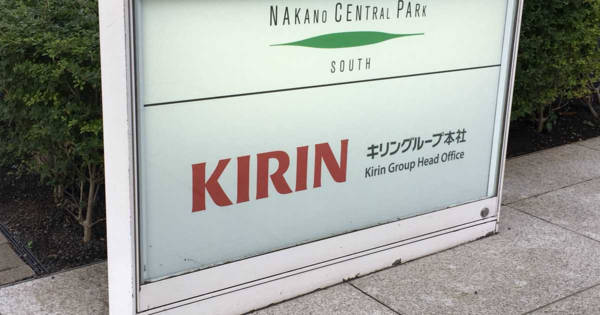 NAKANO CENTRAL PARK
SOUTH
KIRIN キリングループ本社
Kirin Group Head Office